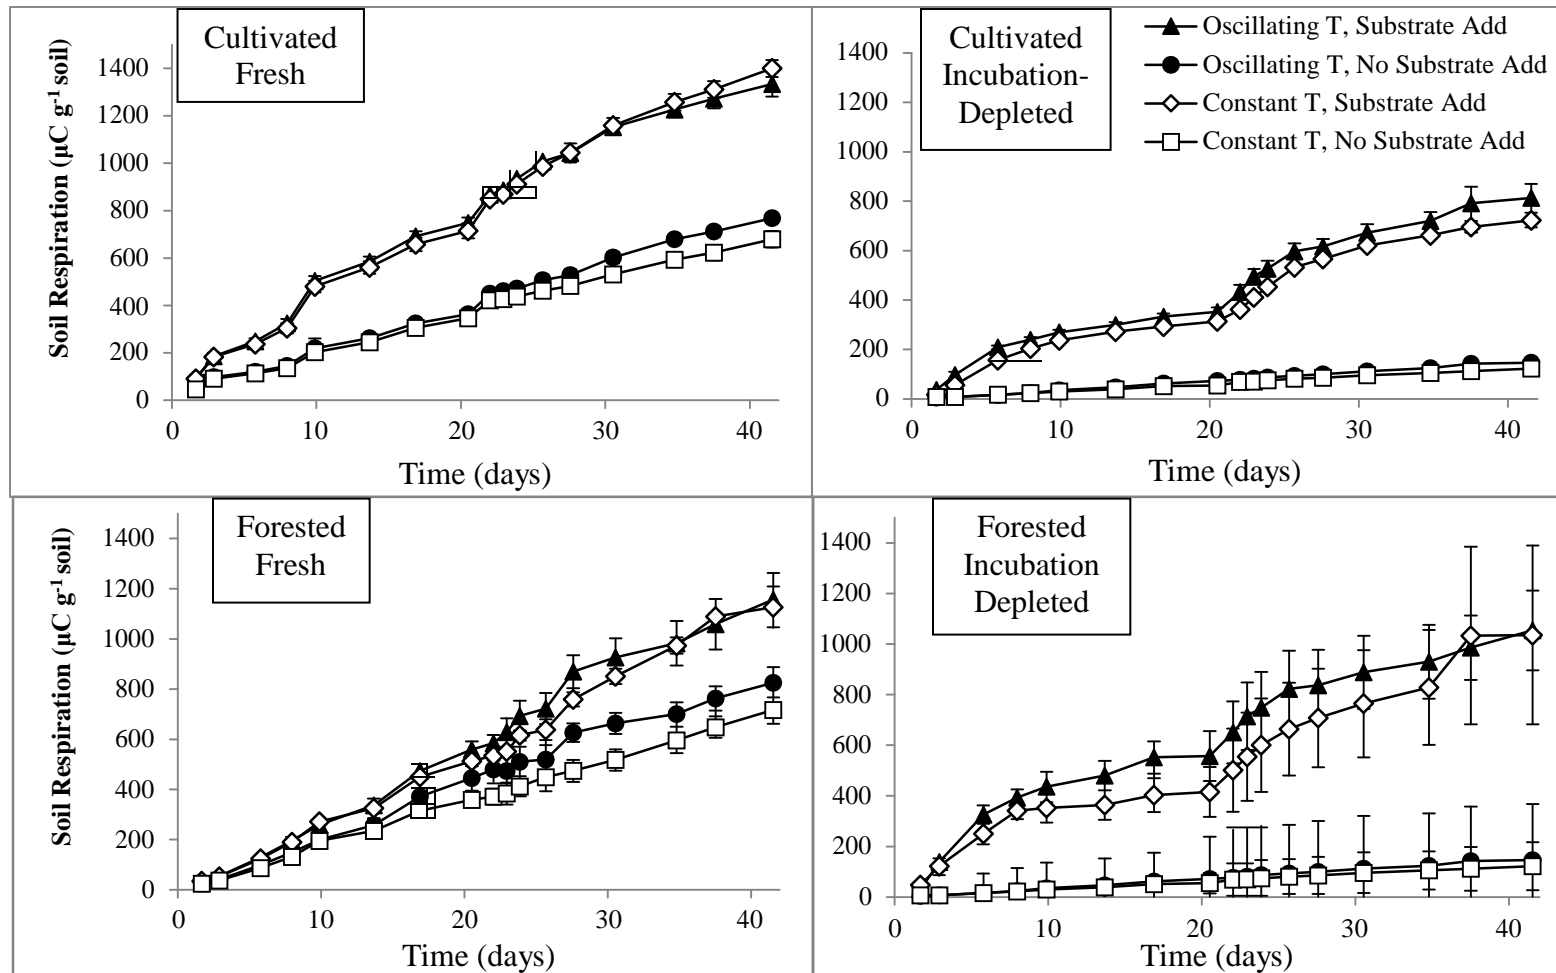 Cultivated
Fresh
Soil Respiration (µC g-1 soil)
1400
1200
1000
800
600
400
200
0
0 10 20 30 40
Time (days)
Cultivated
Incubation-
Depleted
Oscillating T, Substrate Add
Oscillating T, No Substrate Add
Constant T, Substrate Add
Constant T, No Substrate Add
1400
1200
1000
800
600
400
200
0
0 10 20 30 40
Time (days)
Forested
Fresh
Soil Respiration (µC g-1 soil)
1400
1200
1000
800
600
400
200
0
0 10 20 30 40
Time (days)
Forested
Incubation
Depleted
1400
1200
1000
800
600
400
200
0
0 10 20 30 40
Time (days)